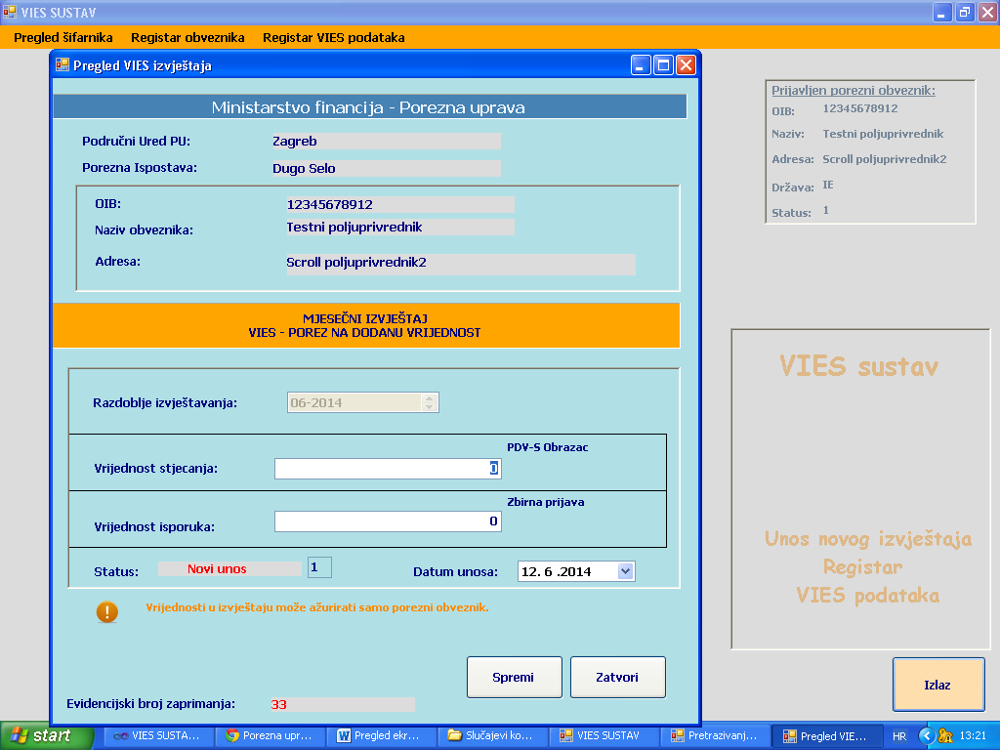 VIES SUSTAV
Pregled šifarnika Registar obveznika Registar VIES podataka
Pregled VIES izvještaja
Ministarstvo financija - Porezna uprava
Područni Ured PU: Zagreb
Porezna Ispostava: Dugo Selo
OIB: 12345678912
Naziv obveznika: Testni poljuprivrednik
Adresa: Scroll poljuprivrednik2
MJESEČNI IZVJEŠTAJ
VIES - POREZ NA DODANU VRIJEDNOST
Razdoblje izvještavanja: 06-2014
PDV-S Obrazac
Vrijednost stjecanja: 0
Zbirna prijava
Vrijednost isporuka: 0
Status: Novi unos 1 Datum unosa: 12. 6 .2014
Vrijednosti u izvještaju može ažurirati samo porezni obveznik.
Spremi Zatvori
Evidencijski broj zaprimanja: 33
Prijavljen porezni obveznik:
OIB: 12345678912
Naziv: Testni poljuprivrednik
Adresa: Scroll poljuprivrednik2
Država: IE
Status: 1
VIES sustav
Unos novog izvještaja
Registar
VIES podataka
Izlaz
start VIES SUSTA... Porezna upr... Pregled ekr... Slučajevi ko... VIES SUSTAV Pretrazivanj... Pregled VIE... HR 13:21